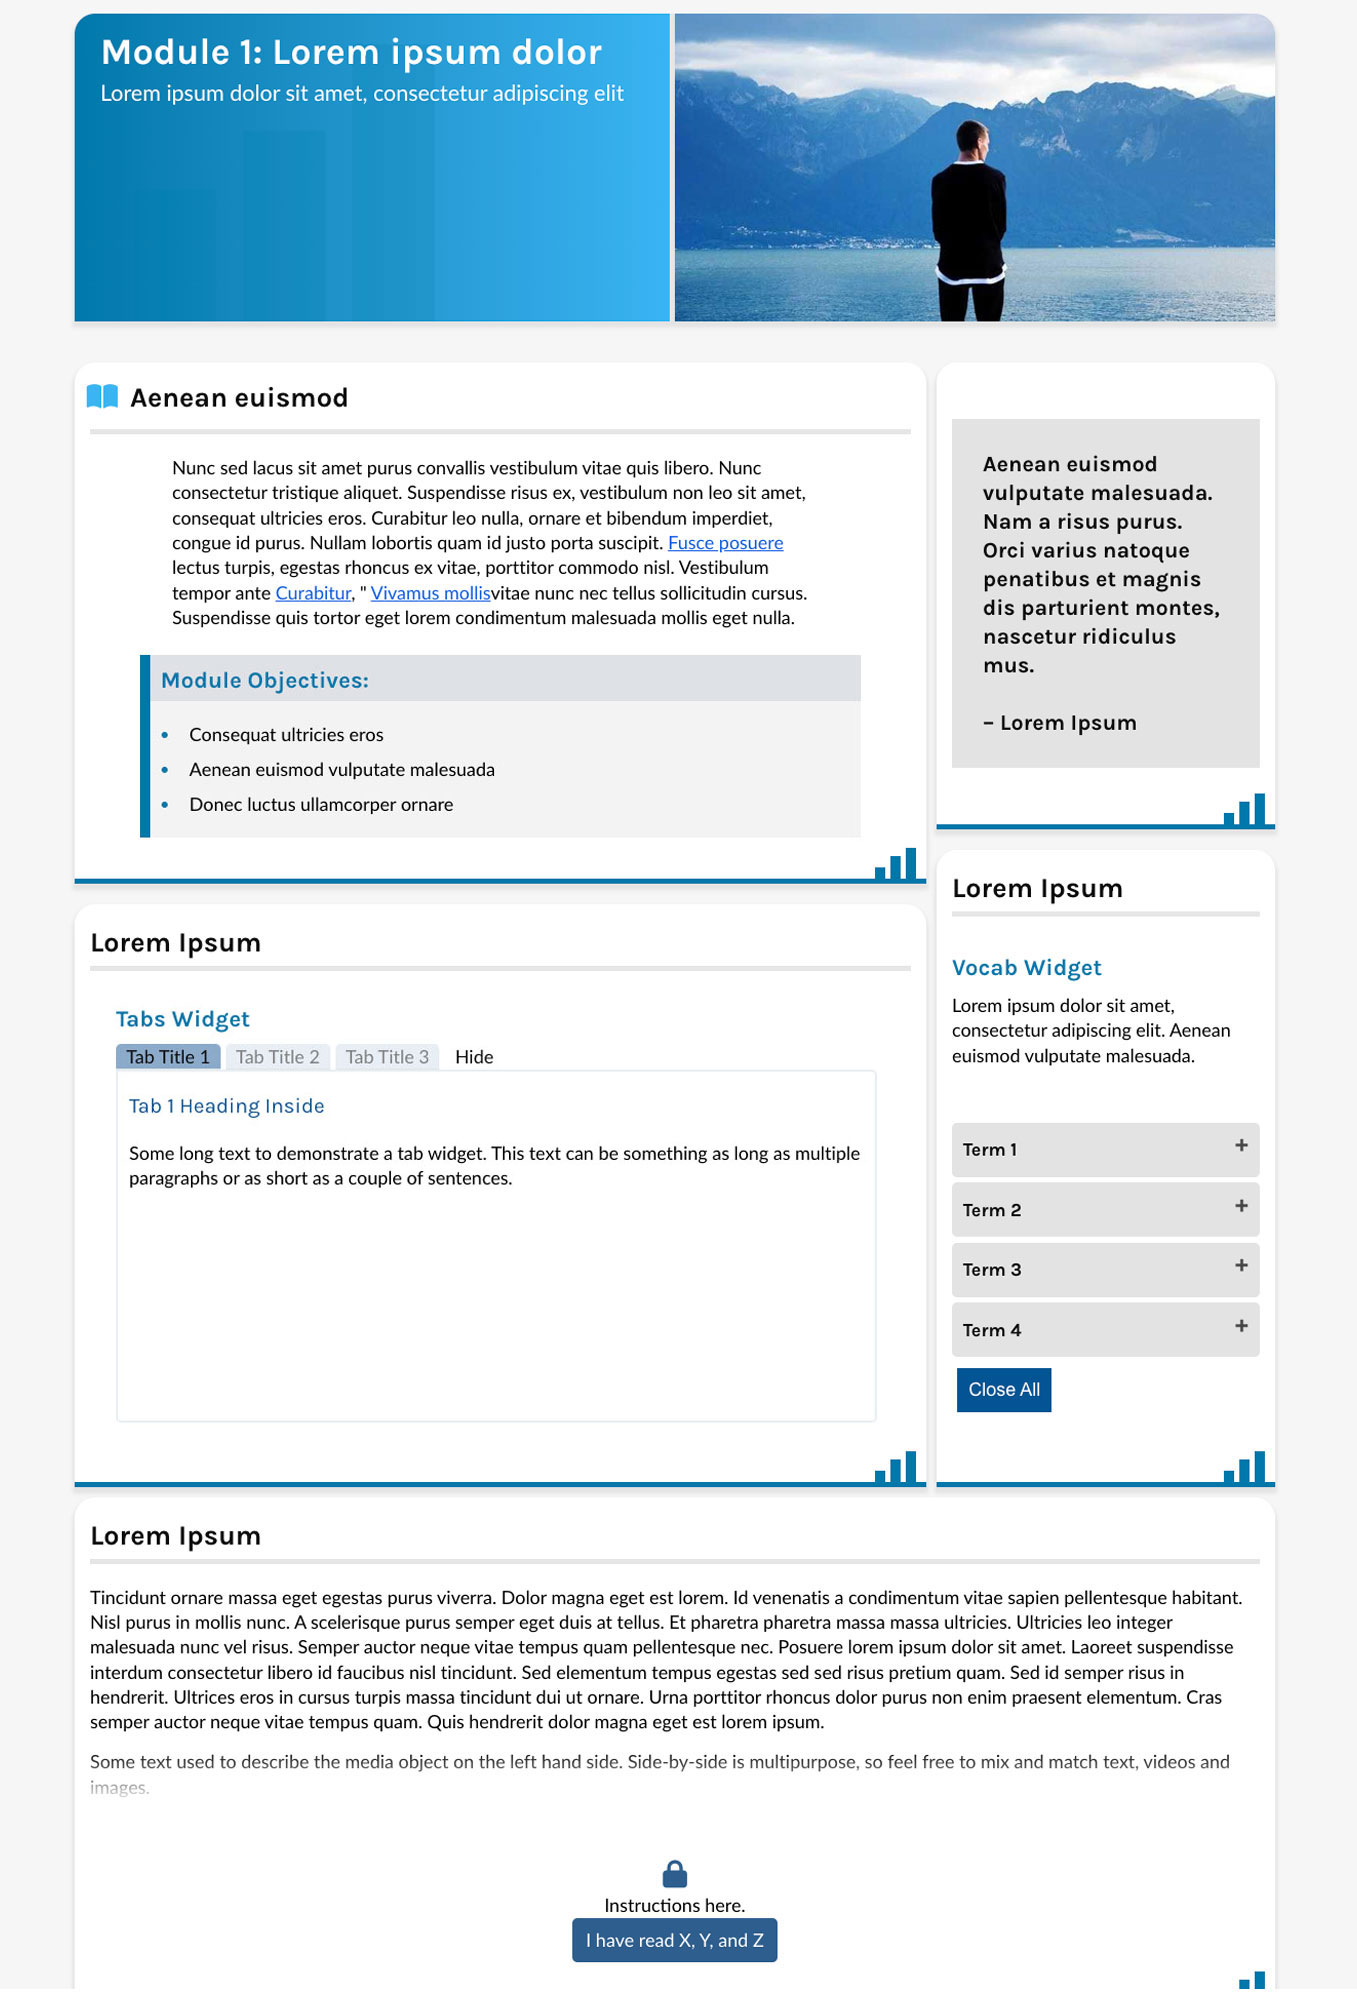 Module 1: Lorem ipsum dolor
Lorem ipsum dolor sit amet, consectetur adipiscing elit
Aenean euismod
Nunc sed lacus sit amet purus convallis vestibulum vitae quis libero. Nunc
consectetur tristique aliquet. Suspendisse risus ex, vestibulum non leo sit amet,
consequat ultricies eros. Curabitur leo nulla, ornare et bibendum imperdiet,
congue id purus. Nullam lobortis quam id justo porta suscipit. Fusce posuere
lectus turpis, egestas rhoncus ex vitae, porttitor commodo nisl. Vestibulum
tempor ante Curabitur, " Vivamus mollisvitae nunc nec tellus sollicitudin cursus.
Suspendisse quis tortor eget lorem condimentum malesuada mollis eget nulla.
Module Objectives:
• Consequat ultricies eros
• Aenean euismod vulputate malesuada
• Donec luctus ullamcorper ornare
Aenean euismod
vulputate malesuada.
Nam a risus purus.
Orci varius natoque
penatibus et magnis
dis parturient montes,
nascetur ridiculus
mus.
– Lorem Ipsum
Lorem Ipsum
Tabs Widget
Tab Title 1 Tab Title 2 Tab Title 3 Hide
Tab 1 Heading Inside
Some long text to demonstrate a tab widget. This text can be something as long as multiple
paragraphs or as short as a couple of sentences.
Lorem Ipsum
Vocab Widget
Lorem ipsum dolor sit amet,
consectetur adipiscing elit. Aenean
euismod vulputate malesuada.
Term 1 +
Term 2 +
Term 3 +
Term 4 +
Close All
Lorem Ipsum
Tincidunt ornare massa eget egestas purus viverra. Dolor magna eget est lorem. Id venenatis a condimentum vitae sapien pellentesque habitant.
Nisl purus in mollis nunc. A scelerisque purus semper eget duis at tellus. Et pharetra pharetra massa massa ultricies. Ultricies leo integer
malesuada nunc vel risus. Semper auctor neque vitae tempus quam pellentesque nec. Posuere lorem ipsum dolor sit amet. Laoreet suspendisse
interdum consectetur libero id faucibus nisl tincidunt. Sed elementum tempus egestas sed sed risus pretium quam. Sed id semper risus in
hendrerit. Ultrices eros in cursus turpis massa tincidunt dui ut ornare. Urna porttitor rhoncus dolor purus non enim praesent elementum. Cras
semper auctor neque vitae tempus quam. Quis hendrerit dolor magna eget est lorem ipsum.
Some text used to describe the media object on the left hand side. Side-by-side is multipurpose, so feel free to mix and match text, videos and
images.
Instructions here.
I have read X, Y, and Z